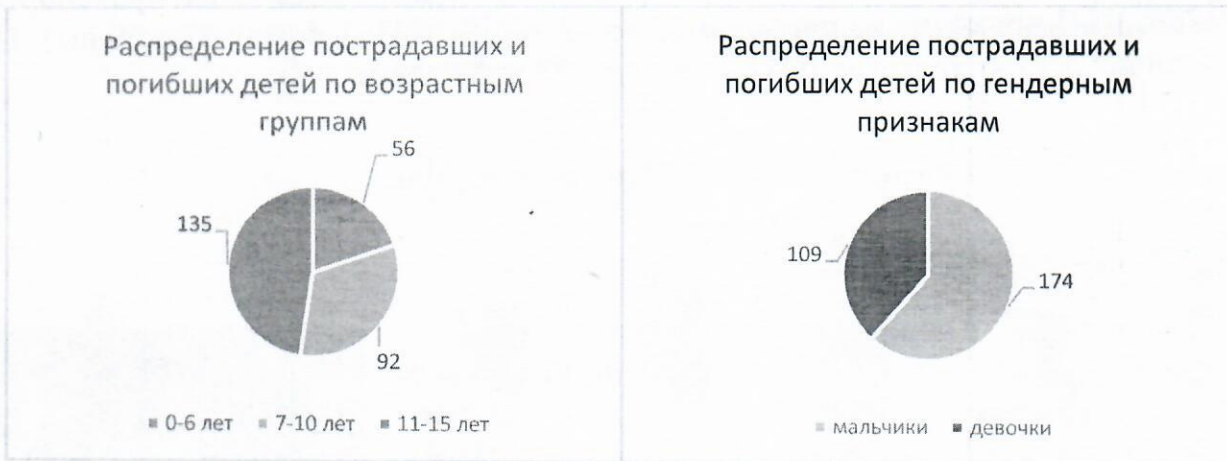 Распределение пострадавших и
погибших детей по возрастным
группам
56
135
92
0-6 лет 7-10 лет 11-15 лет
Распределение пострадавших и
погибших детей по гендерным
признакам
109
174
мальчики девочки